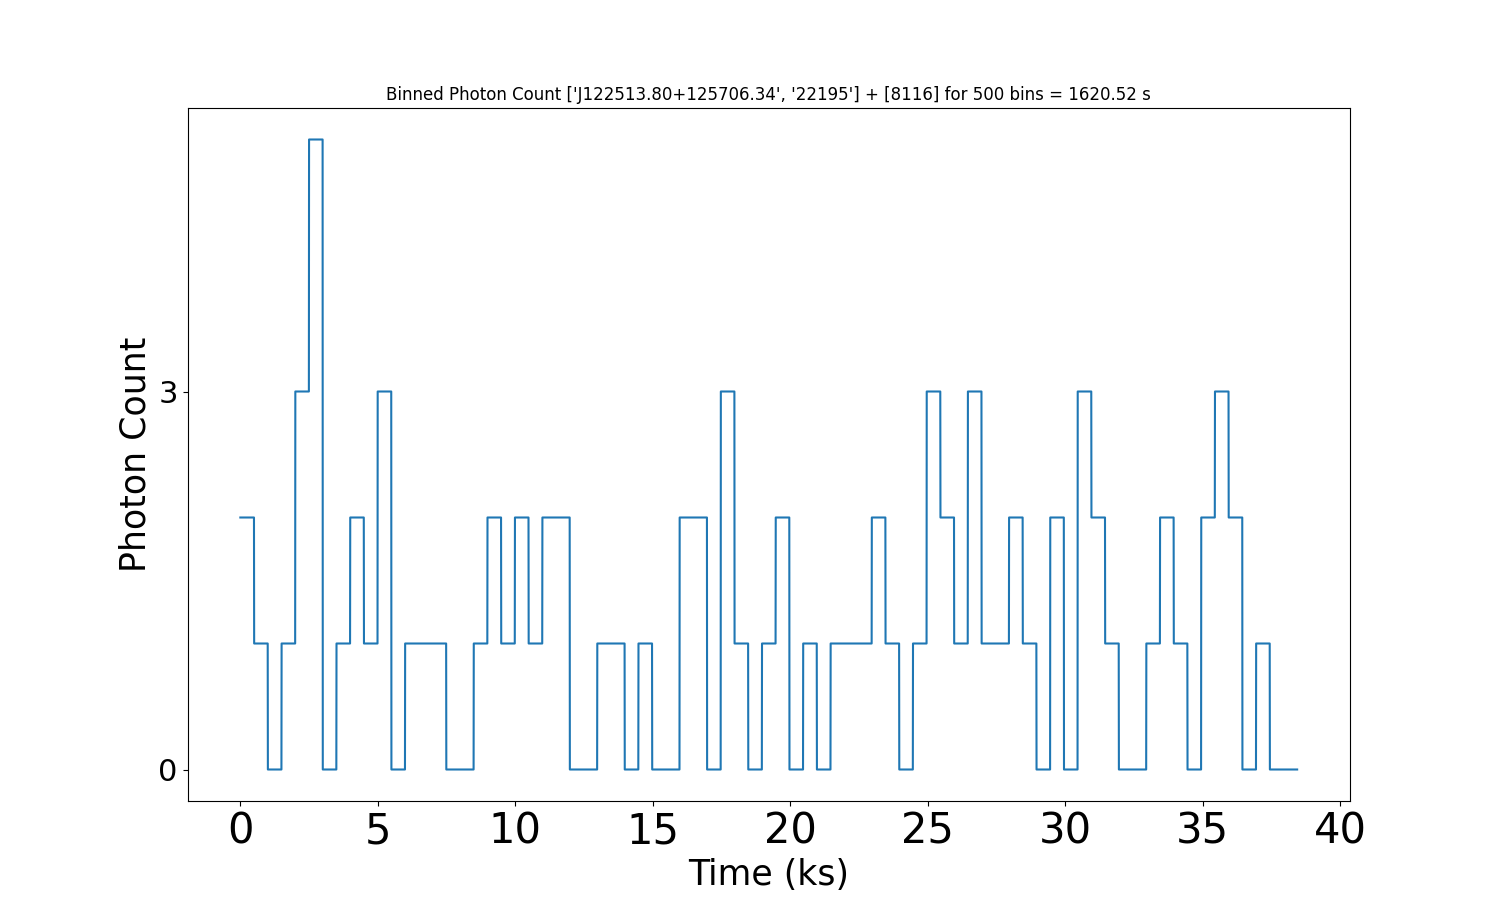 Binned Photon Count ['J122513.80+125706.34', '22195'] + [8116] for 500 bins = 1620.52 s
Photon Count
3
0
0 5 10 15 20 25 30 35 40
Time (ks)